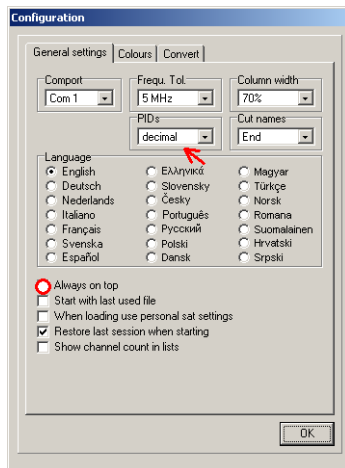 Configuration
General settings Colours Convert
Comport Frequ. Tol. Column width
Com 1 5 MHz 70%
PIDs Cut names
decimal End
Language
English Ελληνικά Magyar
Deutsch Slovensky Türkçe
Nederlands Česky Norsk
Italiano Português Romana
Français Русский Suomalainen
Svenska Polski Hrvatski
Español Dansk Srpski
Always on top
Start with last used file
When loading use personal sat settings
Restore last session when starting
Show channel count in lists
OK